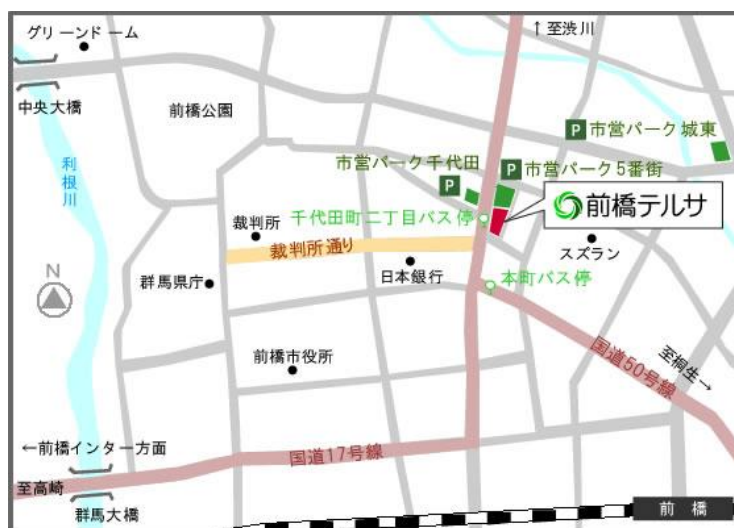 グリーンドーム
↑至渋川
中央大橋
前橋公園
P 市営パーク城東
市営パーク千代田
P
P 市営パーク5番街
利根川
前橋テルサ
千代田町二丁目バス停
裁判所
裁判所通り
スズラン
N
群馬県庁
日本銀行
本町バス停
前橋市役所
国道50号線
至桐生→
←前橋インター方面
国道17号線
至高崎
群馬大橋
前橋